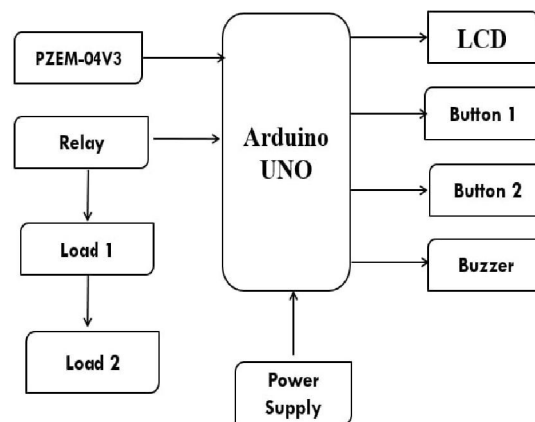 PZEM-04V3
Relay
Load 1
Load 2
Arduino
UNO
Power
Supply
LCD
Button 1
Button 2
Buzzer